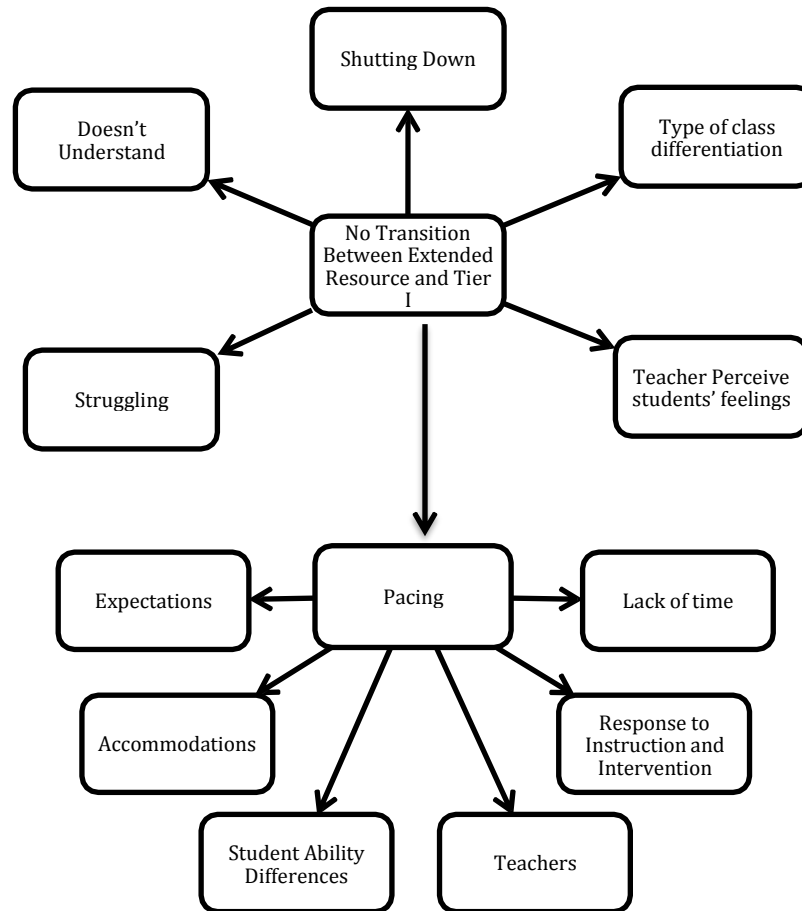 Shutting Down
Doesn’t
Understand
Type of class
differentiation
No Transition
Between Extended
Resource and Tier
I
Struggling
Teacher Perceive
students’ feelings
Expectations
Pacing
Lack of time
Accommodations
Response to
Instruction and
Intervention
Student Ability
Differences
Teachers